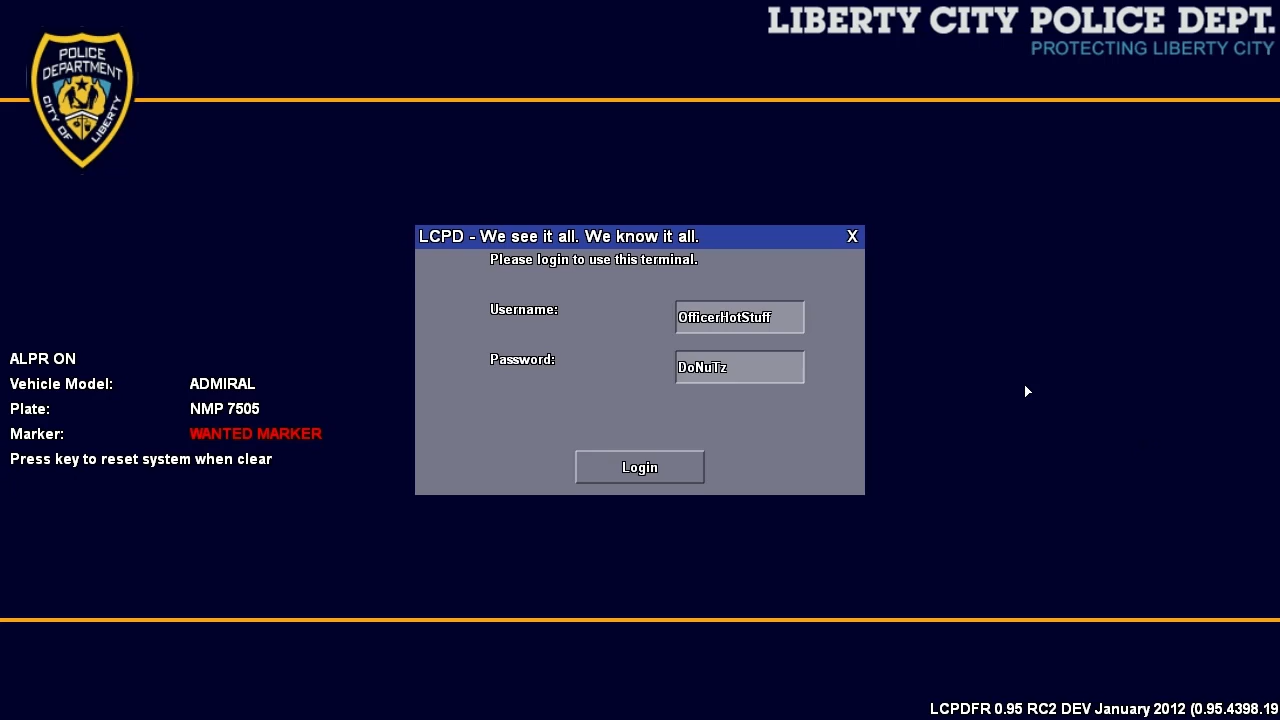 LIBERTY CITY POLICE DEPT.
PROTECTING LIBERTY CITY
POLICE
DEPARTMENT
CITY OF LIBERTY
LCPD - We see it all. We know it all. X
Please login to use this terminal.
Username: OfficerHotStuff
Password: DoNuTz
Login
ALPR ON
Vehicle Model: ADMIRAL
Plate: NMP 7505
Marker: WANTED MARKER
Press key to reset system when clear
LCPDFR 0.95 RC2 DEV January 2012 (0.95.4398.19